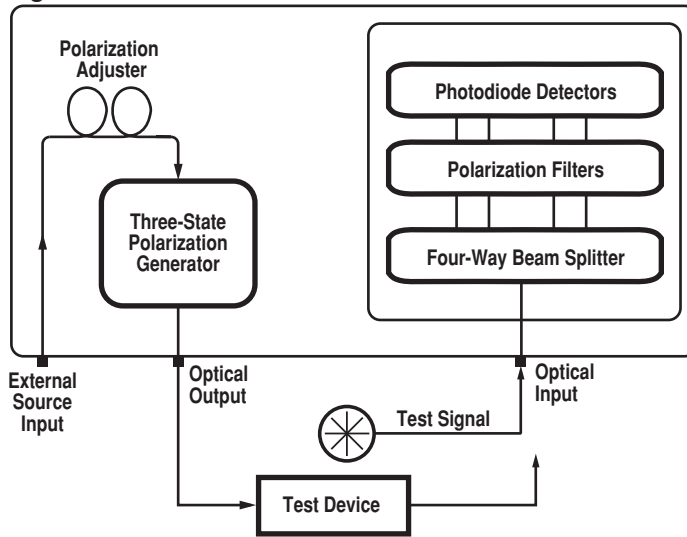 Polarization
Adjuster
Photodiode Detectors
Polarization Filters
Three-State
Polarization
Generator
Four-Way Beam Splitter
External
Source
Input
Optical
Output
Optical
Input
Test Signal
Test Device